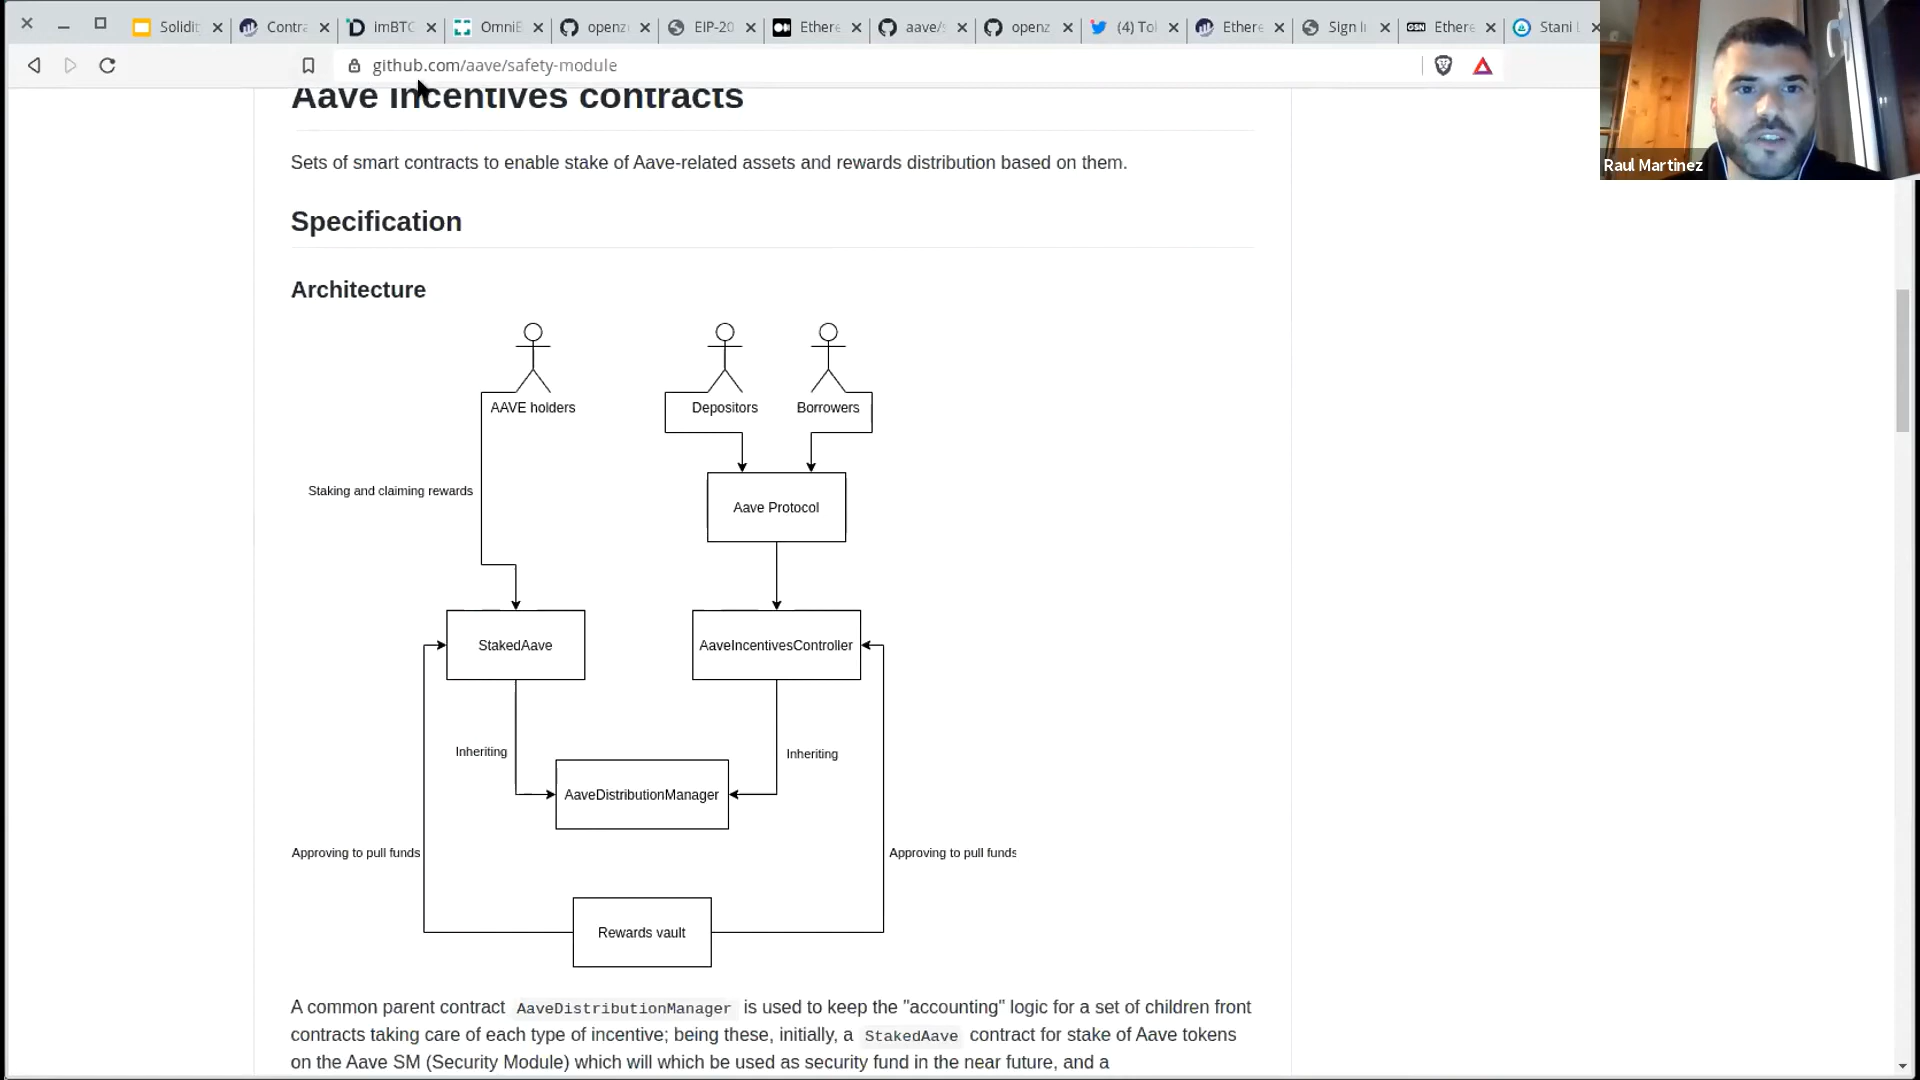 Solidit
Contra
imBTC
OmniE
openz
EIP-20
Ethere
aave/s
openz
(4) Tol
Ethere
Sign In
GSN
Ethere
Stani L
github.com/aave/safety-module
Raul Martinez
Aave incentives contracts
Sets of smart contracts to enable stake of Aave-related assets and rewards distribution based on them.
Specification
Architecture
AAVE holders
Depositors
Borrowers
Staking and claiming rewards
Aave Protocol
StakedAave
AaveIncentivesController
Inheriting
Inheriting
AaveDistributionManager
Approving to pull funds
Approving to pull funds
Rewards vault
A common parent contract AaveDistributionManager is used to keep the "accounting" logic for a set of children front
contracts taking care of each type of incentive; being these, initially, a StakedAave contract for stake of Aave tokens
on the Aave SM (Security Module) which will which be used as security fund in the near future, and a